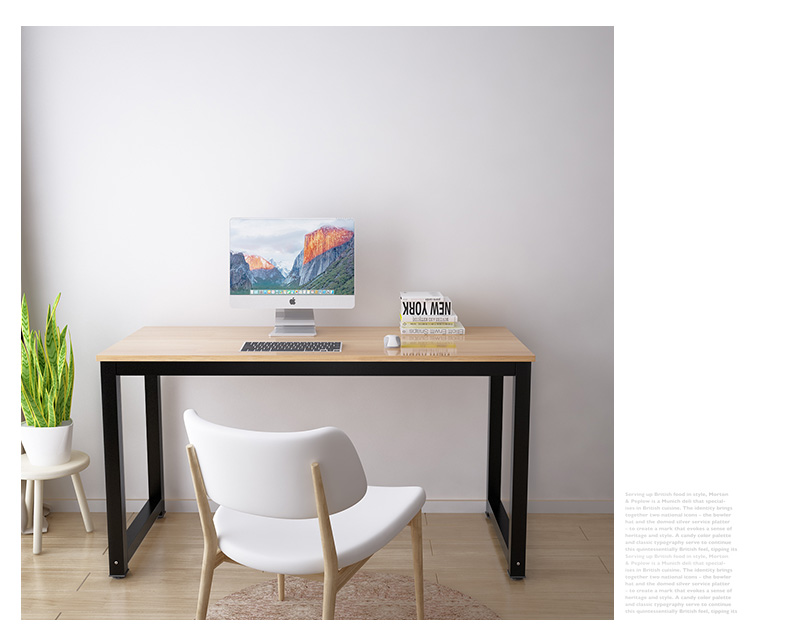 NEW YORK
Serving up British food in style, Morton
& Peplow is a Munich deli that special-
ises in British cuisine. The identity brings
together two national icons - the bowler
hat and the domed silver service platter
- to create a mark that evokes a sense of
heritage and style. A candy color palette
and classic typography serve to continue
this quintessentially British feel, tipping its
Serving up British food in style, Morton
& Peplow is a Munich deli that special-
ises in British cuisine. The identity brings
together two national icons - the bowler
hat and the domed silver service platter
- to create a mark that evokes a sense of
heritage and style. A candy color palette
and classic typography serve to continue
this quintessentially British feel, tipping its